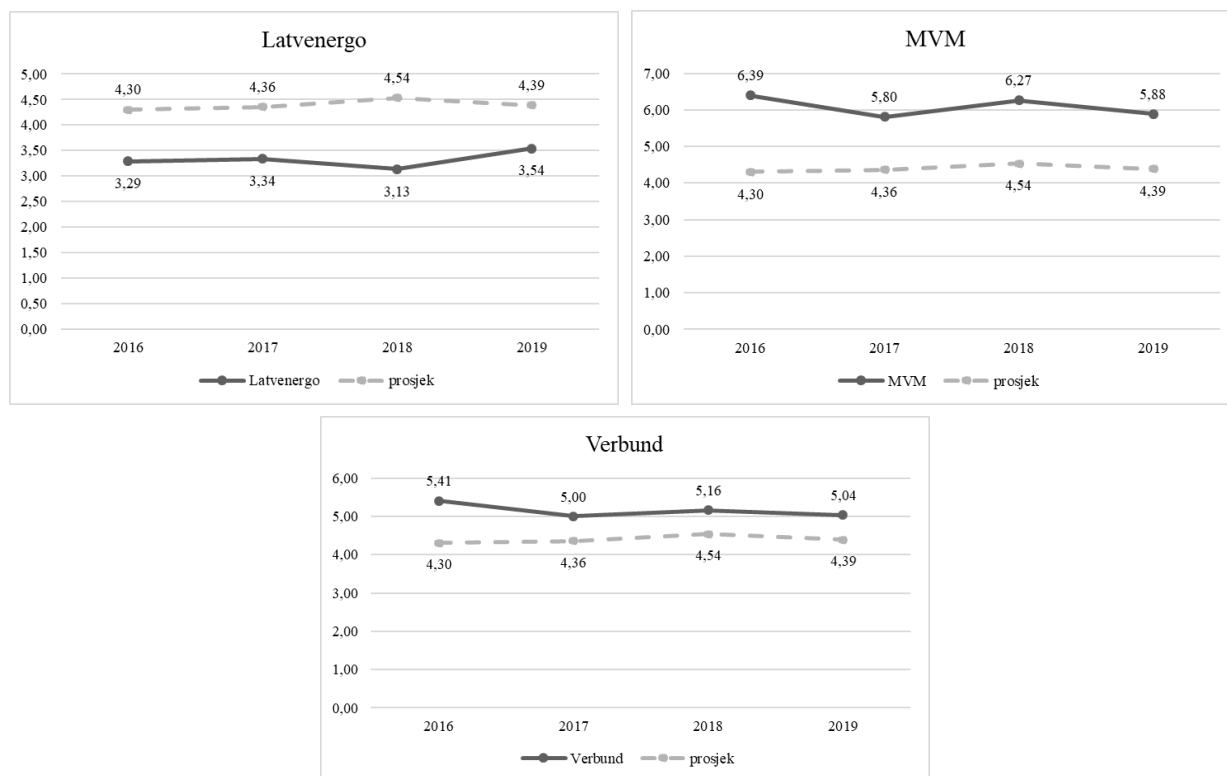 Latvenergo
5,00
4,50
4,00
3,50
3,00
2,50
2,00
1,50
1,00
0,50
0,00
4,30 4,36 4,54 4,39
3,29 3,34 3,13 3,54
2016 2017 2018 2019
Latvenergo prosjek
MVM
7,00
6,00
5,00
4,00
3,00
2,00
1,00
0,00
6,39 5,80 6,27 5,88
4,30 4,36 4,54 4,39
2016 2017 2018 2019
MVM prosjek
Verbund
6,00
5,00
4,00
3,00
2,00
1,00
0,00
5,41 5,00 5,16 5,04
4,30 4,36 4,54 4,39
2016 2017 2018 2019
Verbund prosjek